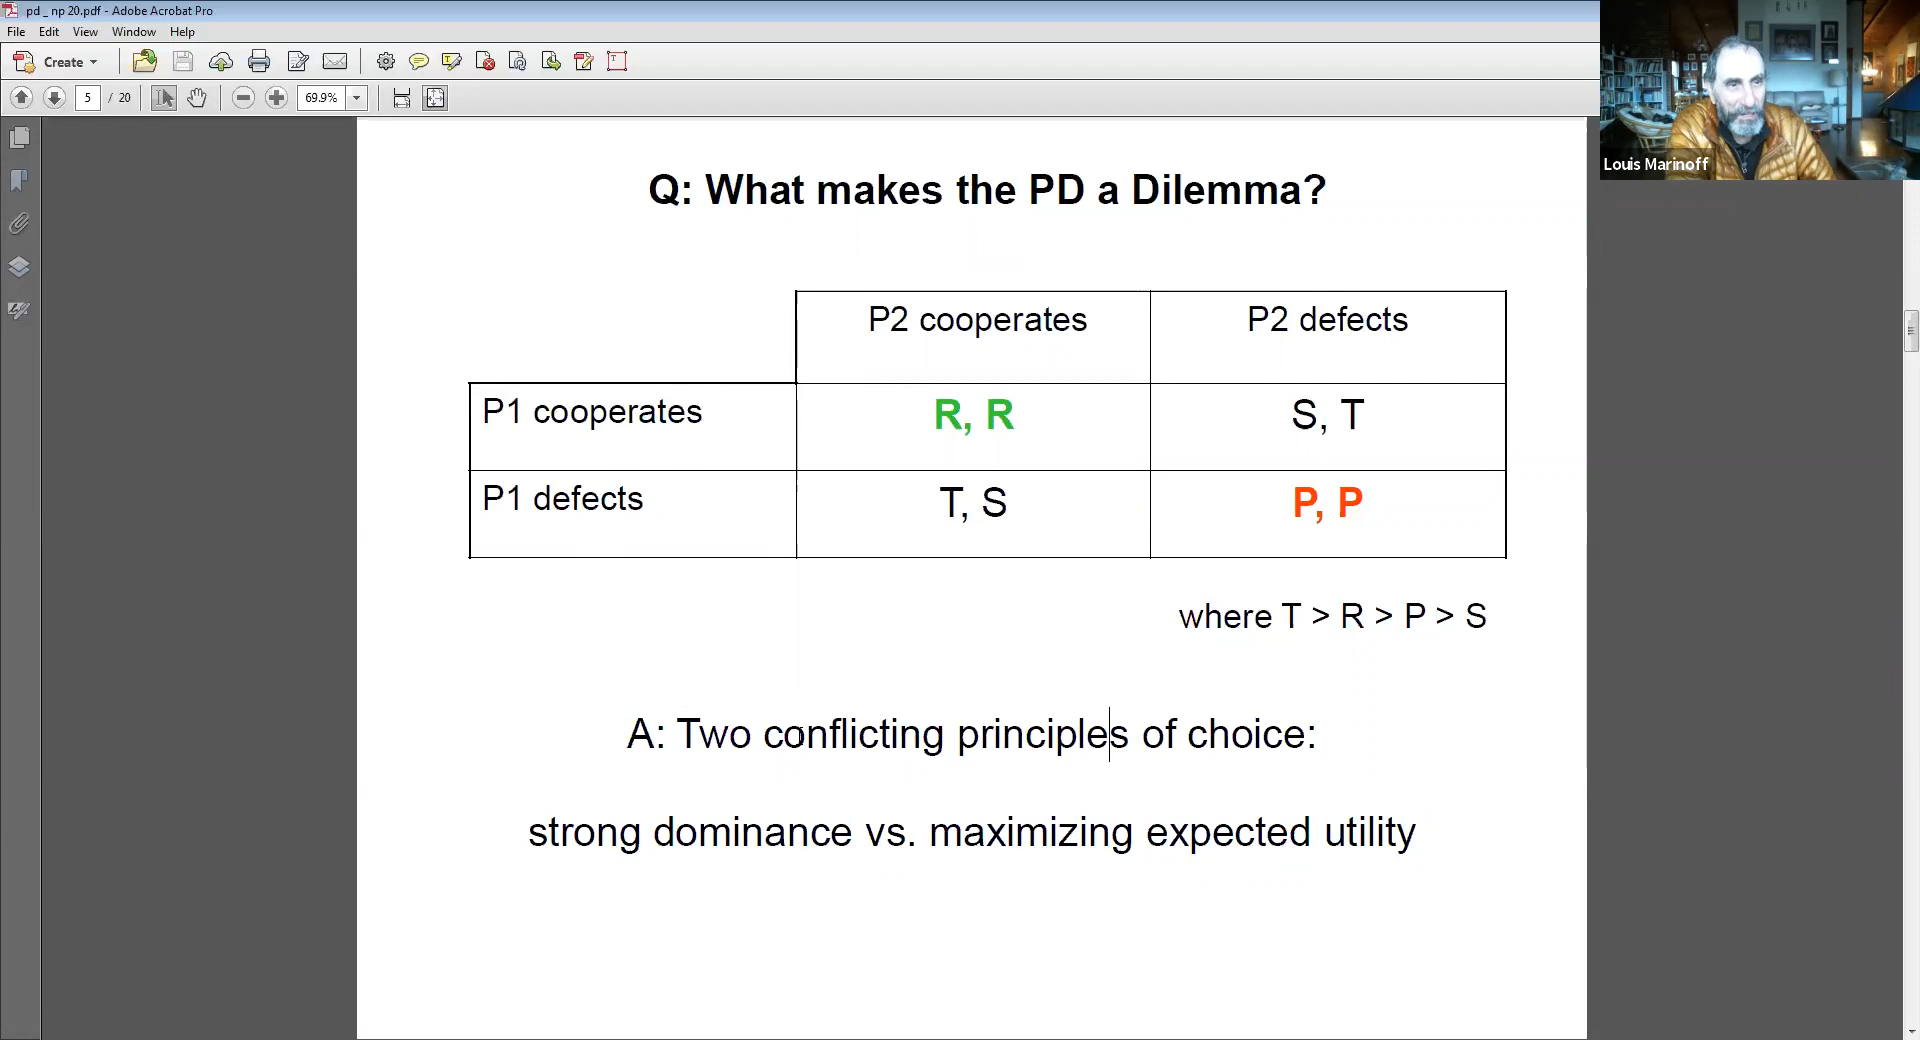 pd _ np 20.pdf - Adobe Acrobat Pro
File Edit View Window Help
Create
5 / 20 69.9%
Louis Marinoff
Q: What makes the PD a Dilemma?
P2 cooperates P2 defects
P1 cooperates R, R S, T
P1 defects T, S P, P
where T > R > P > S
A: Two conflicting principles of choice:
strong dominance vs. maximizing expected utility